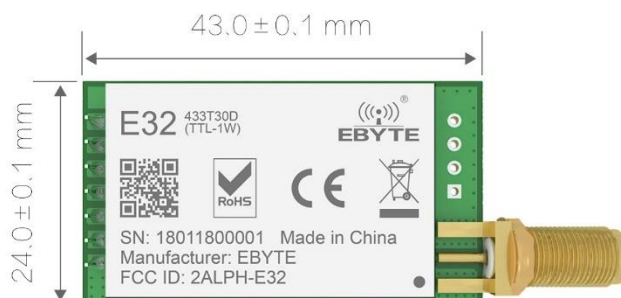 43.0±0.1 mm
24.0±0.1 mm
E32 433T30D
(TTL-1W)
®
EBYTE
RoHS
CE
SN: 18011800001 Made in China
Manufacturer: EBYTE
FCC ID: 2ALPH-E32